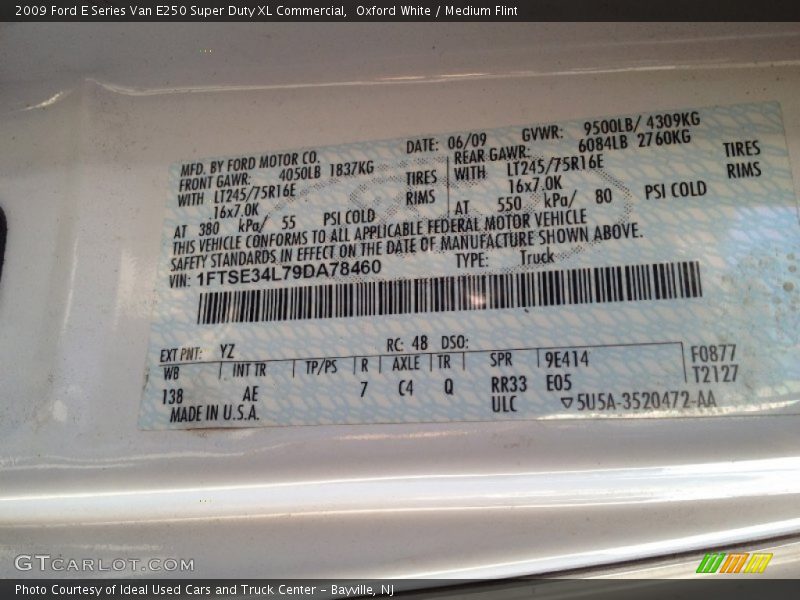 2009 Ford E Series Van E250 Super Duty XL Commercial, Oxford White / Medium Flint
MFD. BY FORD MOTOR CO. DATE: 06/09 GVWR: 9500LB/ 4309KG
FRONT GAWR: 4050LB 1837KG REAR GAWR: 6084LB 2760KG
WITH LT245/75R16E TIRES WITH LT245/75R16E TIRES
16x7.0K RIMS 16x7.0K RIMS
AT 380 kPa/ 55 PSI COLD AT 550 kPa/ 80 PSI COLD
THIS VEHICLE CONFORMS TO ALL APPLICABLE FEDERAL MOTOR VEHICLE
SAFETY STANDARDS IN EFFECT ON THE DATE OF MANUFACTURE SHOWN ABOVE.
VIN: 1FTSE34L79DA78460 TYPE: Truck
EXT PNT: YZ RC: 48 DSO:
WB INT TR TP/PS R AXLE TR SPR 9E414 F0877
138 AE 7 C4 Q RR33 E05 T2127
MADE IN U.S.A. ULC ▽5U5A-3520472-AA
GTCARLOT.COM
Photo Courtesy of Ideal Used Cars and Truck Center – Bayville, NJ